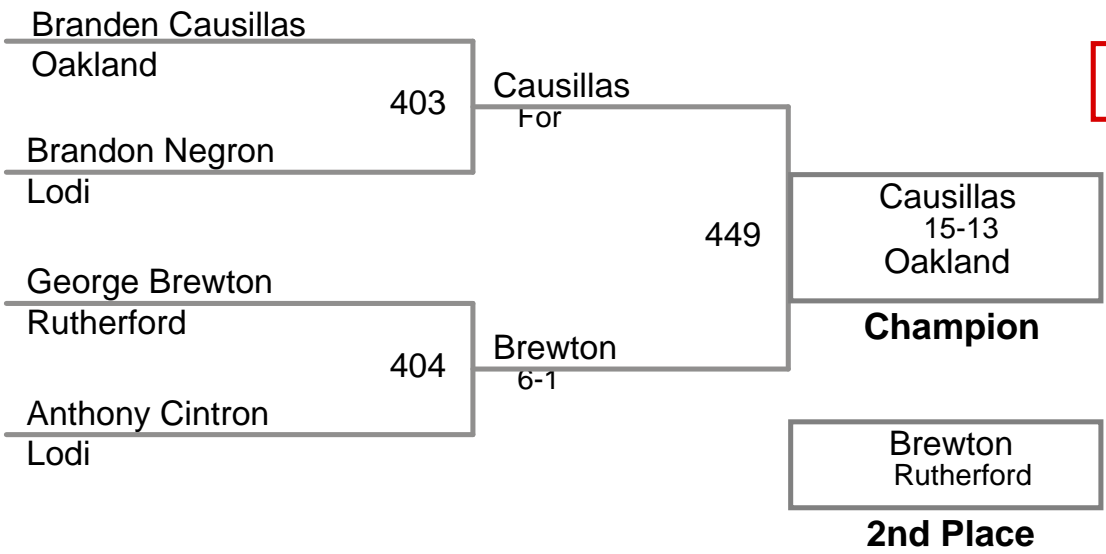 Branden Causillas
Oakland
403
Brandon Negron
Lodi
Causillas
For
George Brewton
Rutherford
404
Anthony Cintron
Lodi
Brewton
6-1
449
Causillas
15-13
Oakland
Champion
Brewton
Rutherford
2nd Place